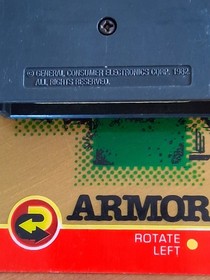 © GENERAL CONSUMER ELECTRONICS CORP. 1982
ALL RIGHTS RESERVED.
ARMOR
ROTATE
LEFT